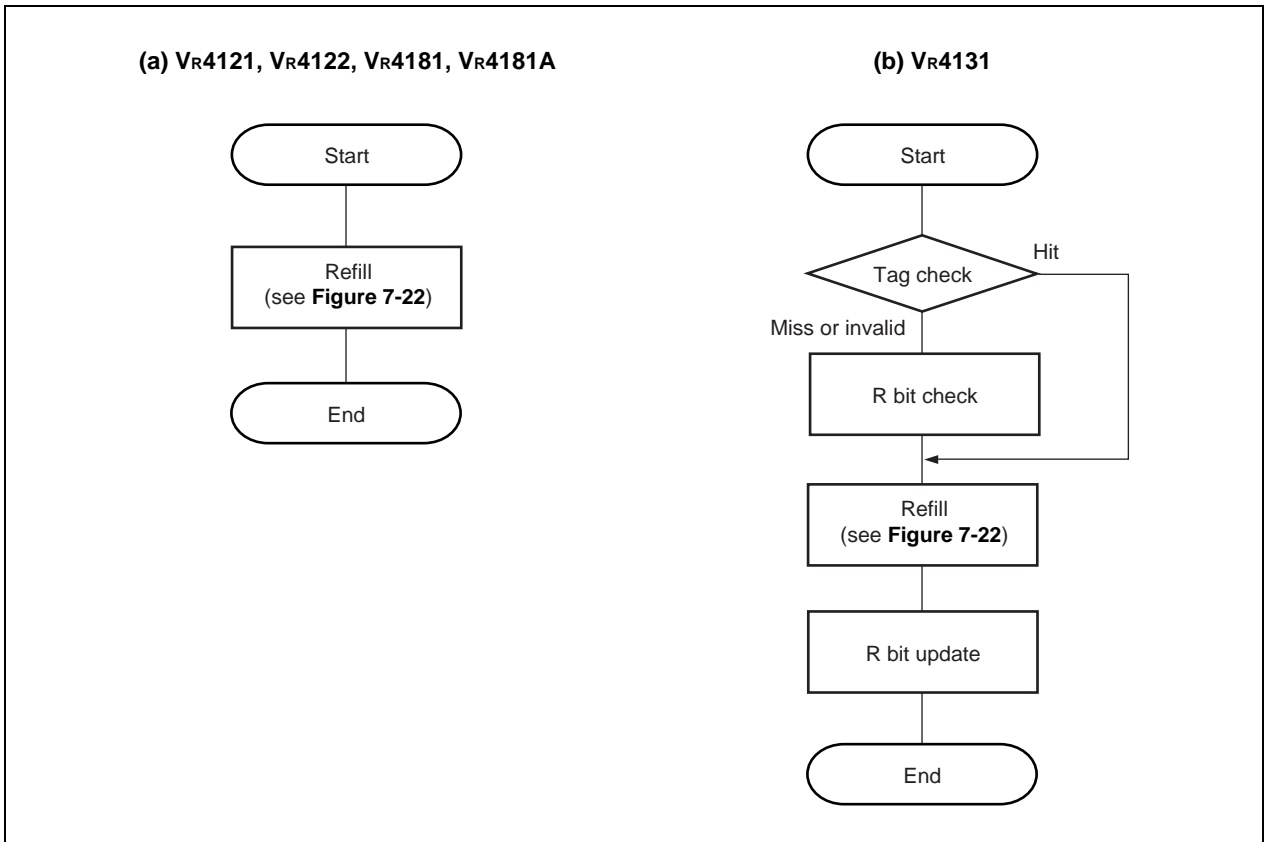 (a) VR4121, VR4122, VR4181, VR4181A
Start
Refill
(see Figure 7-22)
End
(b) VR4131
Start
Tag check
Hit
Miss or invalid
R bit check
Refill
(see Figure 7-22)
R bit update
End